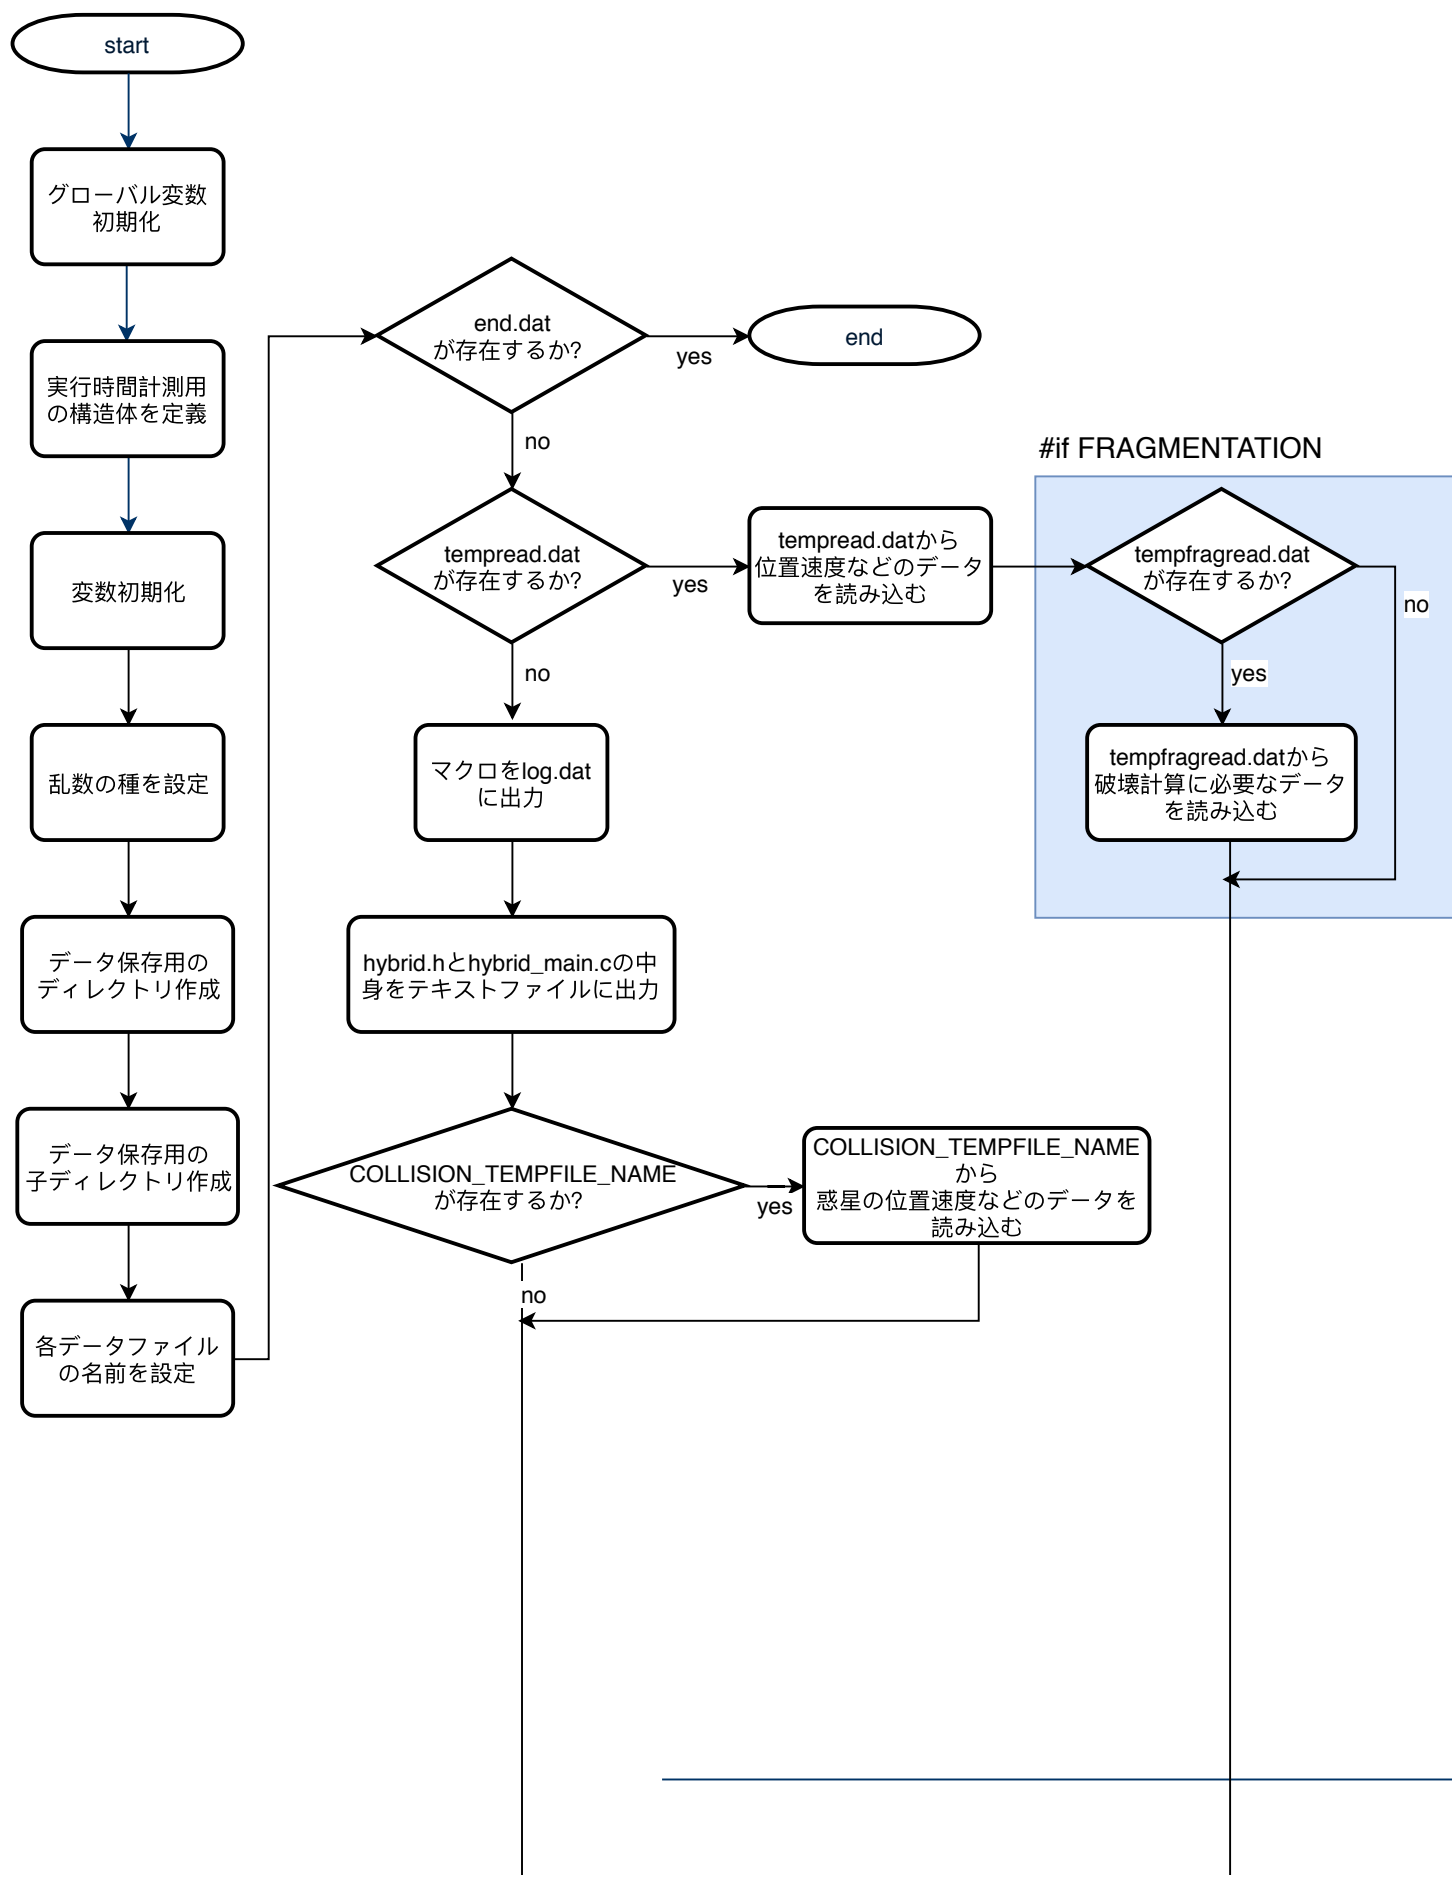 start
グローバル変数
初期化
実行時間計測用
の構造体を定義
変数初期化
乱数の種を設定
データ保存用の
ディレクトリ作成
データ保存用の
子ディレクトリ作成
各データファイル
の名前を設定
end.dat
が存在するか?
yes
end
no
tempread.dat
が存在するか?
yes
tempread.datから
位置速度などのデータ
を読み込む
#if FRAGMENTATION
tempfragread.dat
が存在するか?
no
yes
tempfragread.datから
破壊計算に必要なデータ
を読み込む
no
マクロをlog.dat
に出力
hybrid.hとhybrid_main.cの中
身をテキストファイルに出力
COLLISION_TEMPFILE_NAME
が存在するか?
yes
COLLISION_TEMPFILE_NAME
から
惑星の位置速度などのデータを
読み込む
no